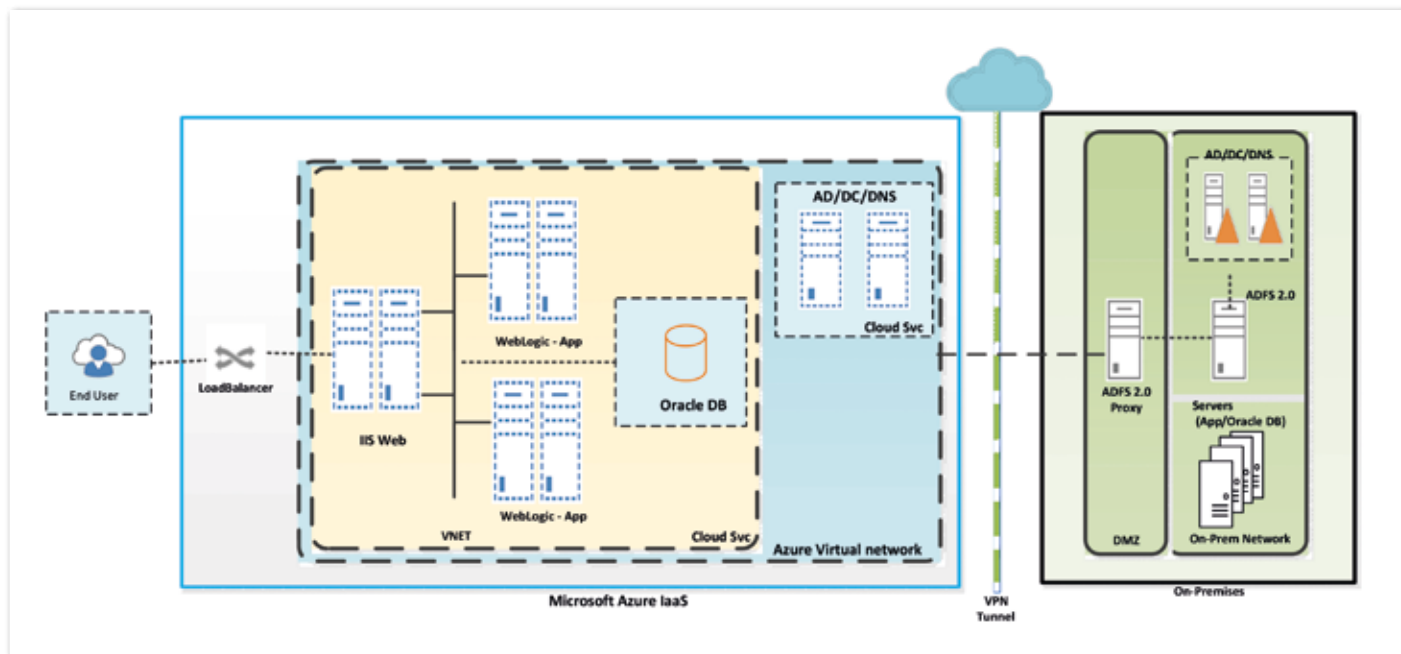 End User
LoadBalancer
IIS Web
WebLogic - App
WebLogic - App
VNET
Oracle DB
Cloud Svc
AD/DC/DNS
Cloud Svc
Azure Virtual network
Microsoft Azure IaaS
VPN
Tunnel
AD/DC/DNS
ADFS 2.0
ADFS 2.0
Proxy
Servers
(App/Oracle DB)
DMZ
On-Prem Network
On-Premises